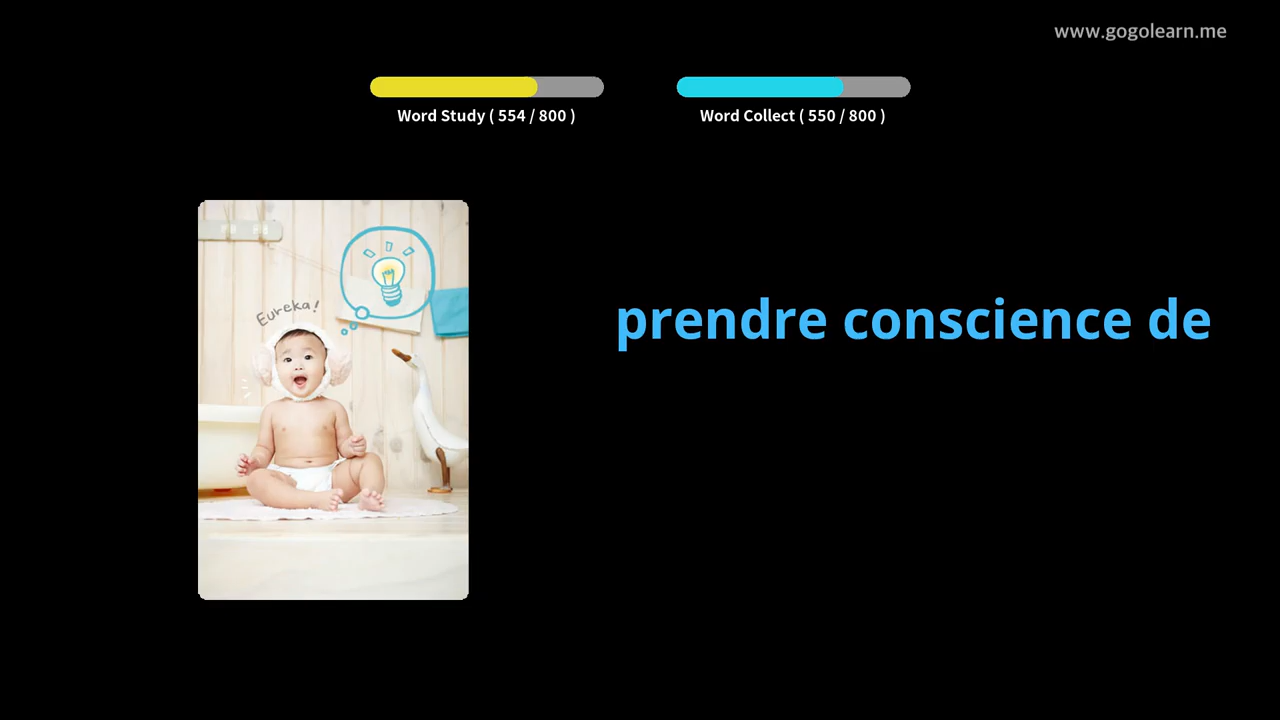 www.gogolearn.me
Word Study ( 554 / 800 )
Word Collect ( 550 / 800 )
Eureka!
prendre conscience de